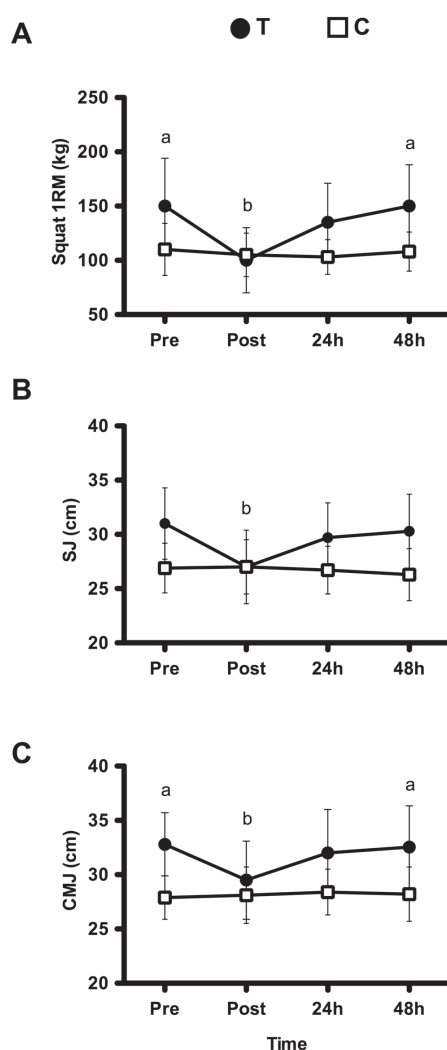 A
T C
Squat 1RM (kg)
250
200
150
100
50
a
b
a
Pre Post 24h 48h
B
SJ (cm)
40
35
30
25
20
b
Pre Post 24h 48h
C
CMJ (cm)
40
35
30
25
20
a
b
a
Pre Post 24h 48h
Time